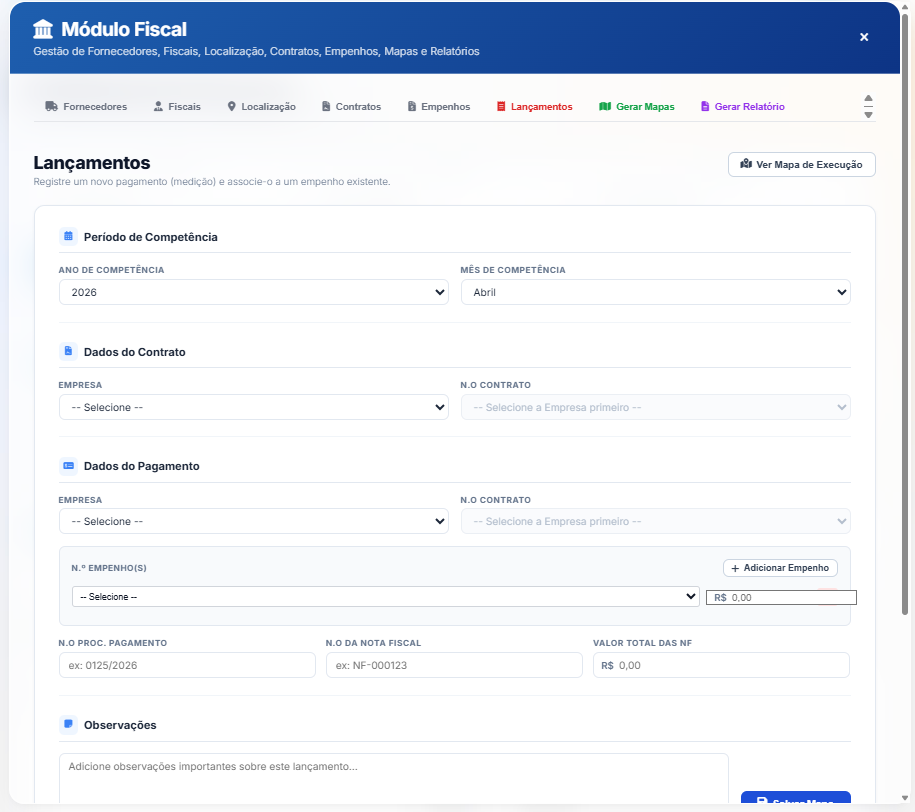 Módulo Fiscal
Gestão de Fornecedores, Fiscais, Localização, Contratos, Empenhos, Mapas e Relatórios
Fornecedores Fiscais Localização Contratos Empenhos Lançamentos Gerar Mapas Gerar Relatório
Lançamentos
Registre um novo pagamento (medição) e associe-o a um empenho existente.
Ver Mapa de Execução
Período de Competência
ANO DE COMPETÊNCIA MÊS DE COMPETÊNCIA
2026 Abril
Dados do Contrato
EMPRESA N.O CONTRATO
-- Selecione -- -- Selecione a Empresa primeiro --
Dados do Pagamento
EMPRESA N.O CONTRATO
-- Selecione -- -- Selecione a Empresa primeiro --
N.º EMPENHO(S) + Adicionar Empenho
-- Selecione -- R$ 0,00
N.O PROC. PAGAMENTO N.O DA NOTA FISCAL VALOR TOTAL DAS NF
ex: 0125/2026 ex: NF-000123 R$ 0,00
Observações
Adicione observações importantes sobre este lançamento...
Salvar Mapa